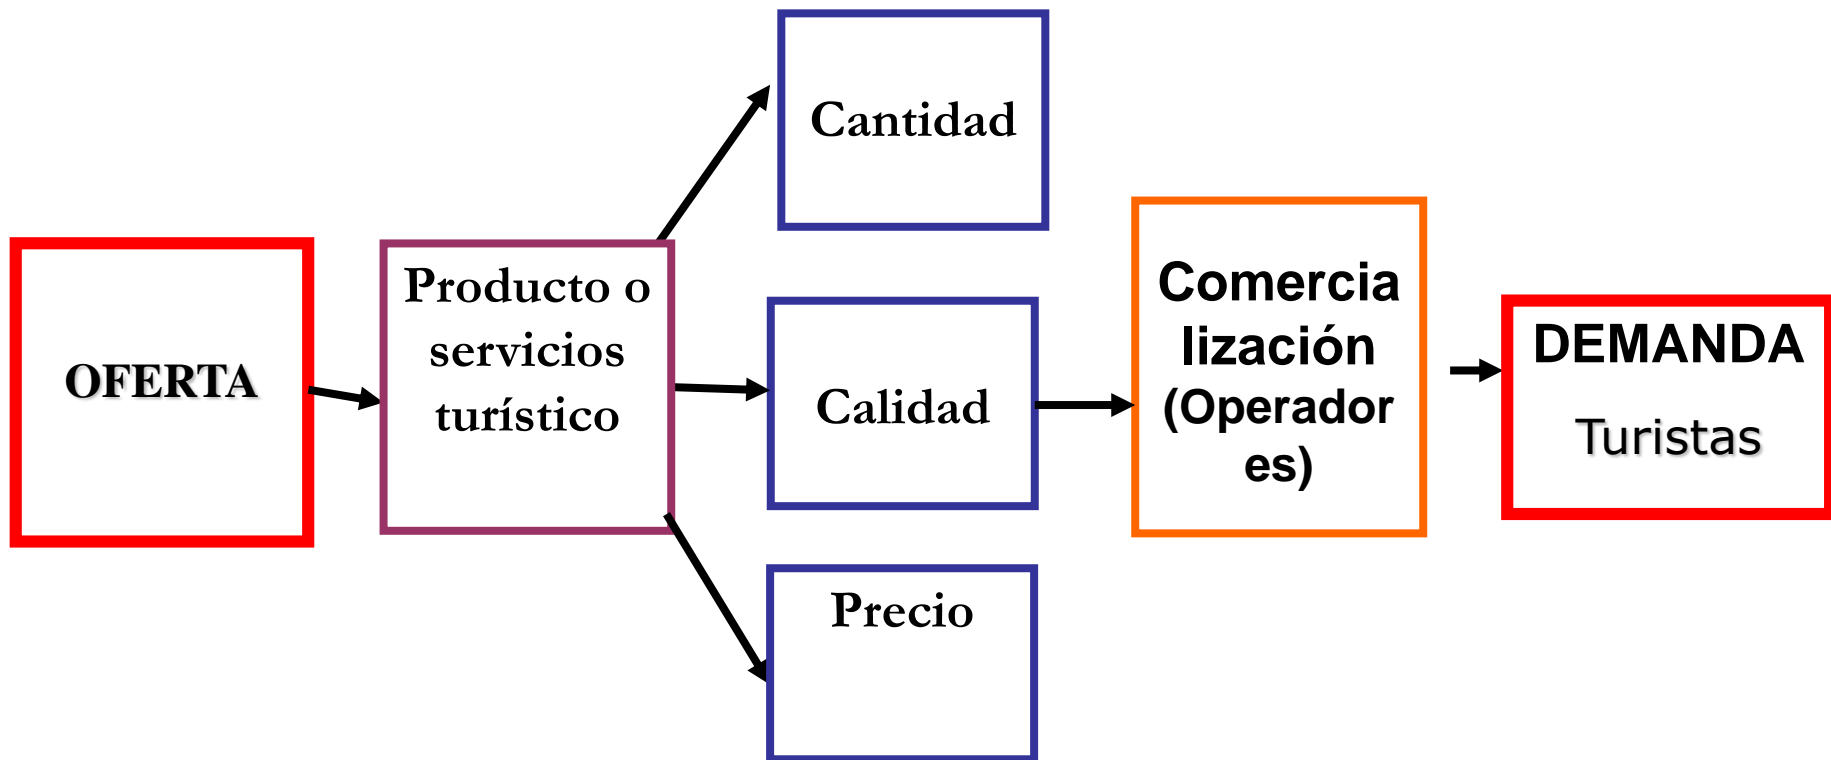 OFERTA
Producto o
servicios
turístico
Cantidad
Calidad
Precio
Comercia
lización
(Operador
es)
DEMANDA
Turistas